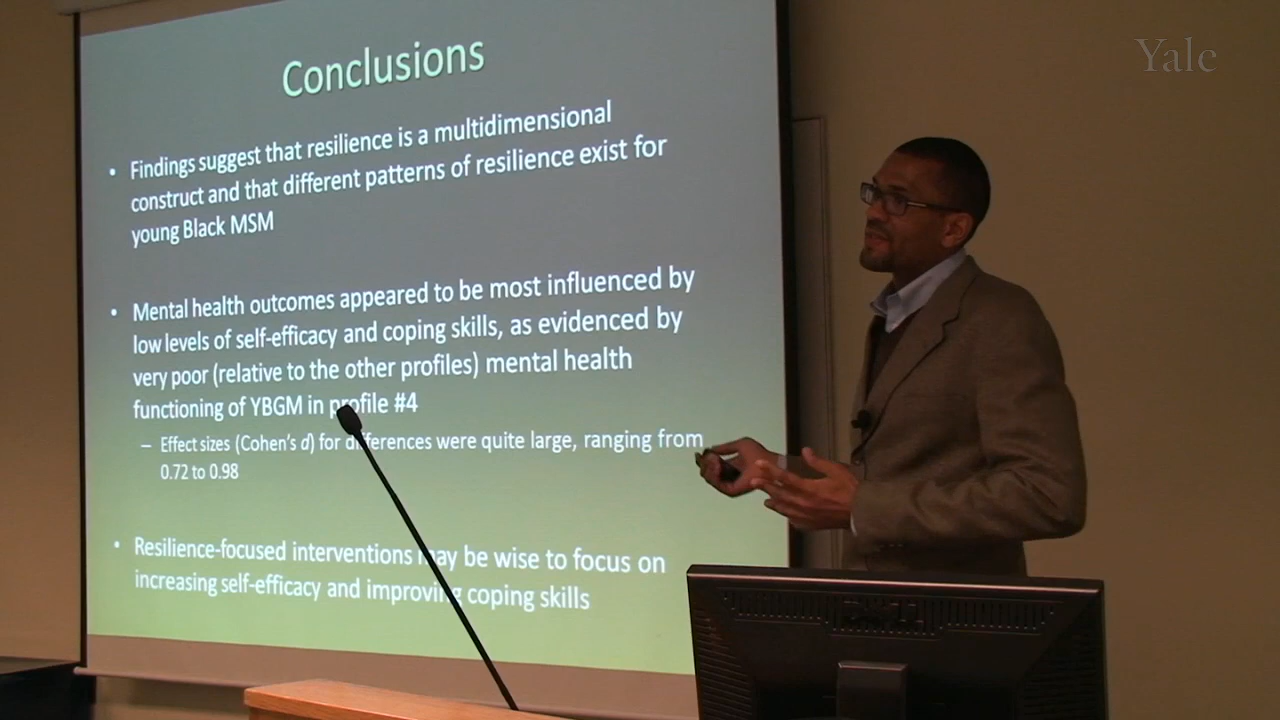 Yale
Conclusions
• Findings suggest that resilience is a multidimensional
construct and that different patterns of resilience exist for
young Black MSM
• Mental health outcomes appeared to be most influenced by
low levels of self-efficacy and coping skills, as evidenced by
very poor (relative to the other profiles) mental health
functioning of YBGM in profile #4
– Effect sizes (Cohen's d) for differences were quite large, ranging from
0.72 to 0.98
• Resilience-focused interventions may be wise to focus on
increasing self-efficacy and improving coping skills
DELL